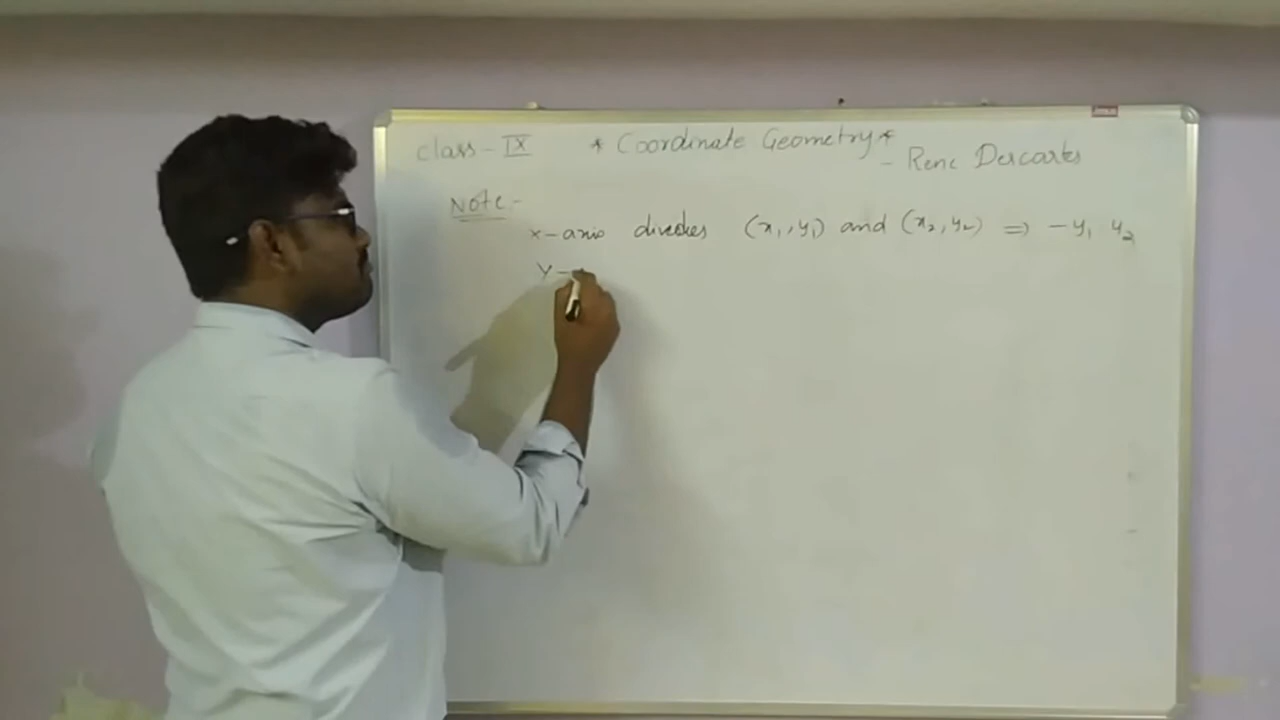 class - IX * Coordinate Geometry *
- Rene Descartes
Note:-
x-axis divides (x₁, y₁) and (x₂, y₂) ⇒ -y₁ y₂
Y-